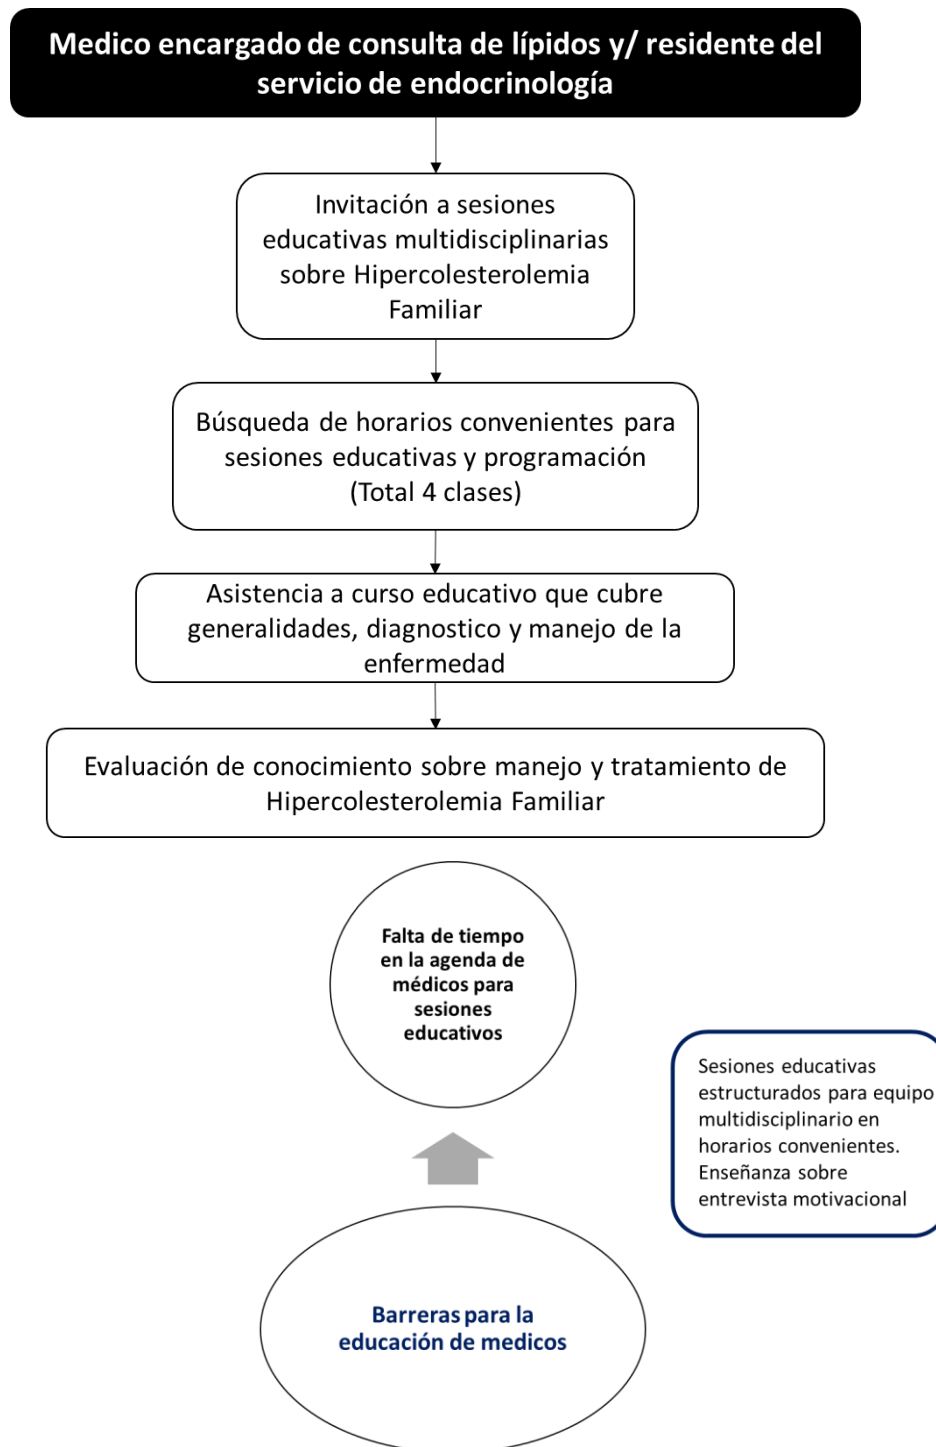 Medico encargado de consulta de lípidos y/ residente del
servicio de endocrinología
Invitación a sesiones
educativas multidisciplinarias
sobre Hipercolesterolemia
Familiar
Búsqueda de horarios convenientes para
sesiones educativas y programación
(Total 4 clases)
Asistencia a curso educativo que cubre
generalidades, diagnostico y manejo de la
enfermedad
Evaluación de conocimiento sobre manejo y tratamiento de
Hipercolesterolemia Familiar
Falta de tiempo
en la agenda de
médicos para
sesiones
educativos
Sesiones educativas
estructurados para equipo
multidisciplinario en
horarios convenientes.
Enseñanza sobre
entrevista motivacional
Barreras para la
educación de medicos